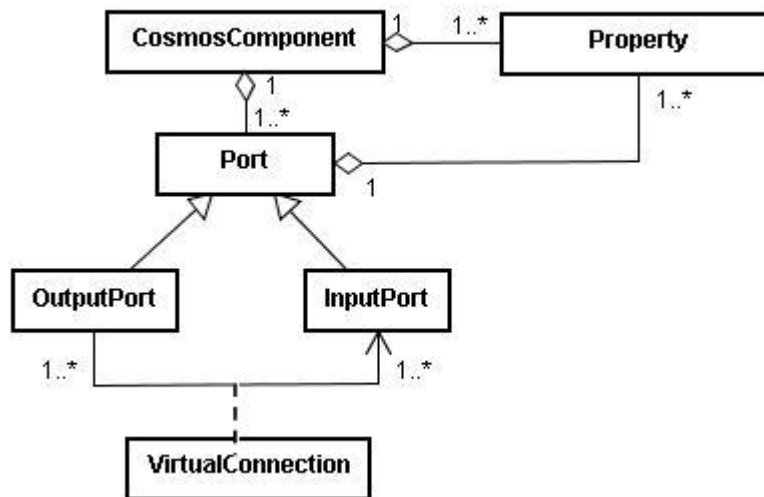 CosmosComponent
1
1..*
Property
1
1..*
1..*
Port
1
OutputPort
InputPort
1..*
1..*
VirtualConnection